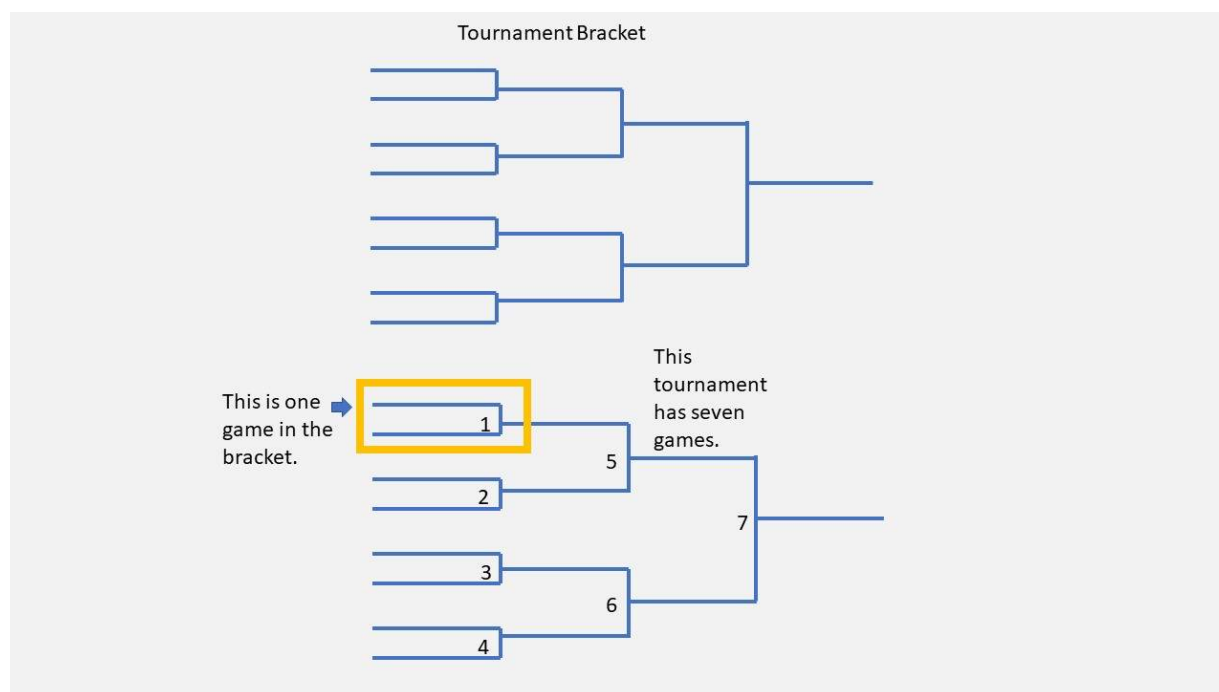 Tournament Bracket
This is one
game in the
bracket.
This
tournament
has seven
games.
1
2
3
4
5
6
7